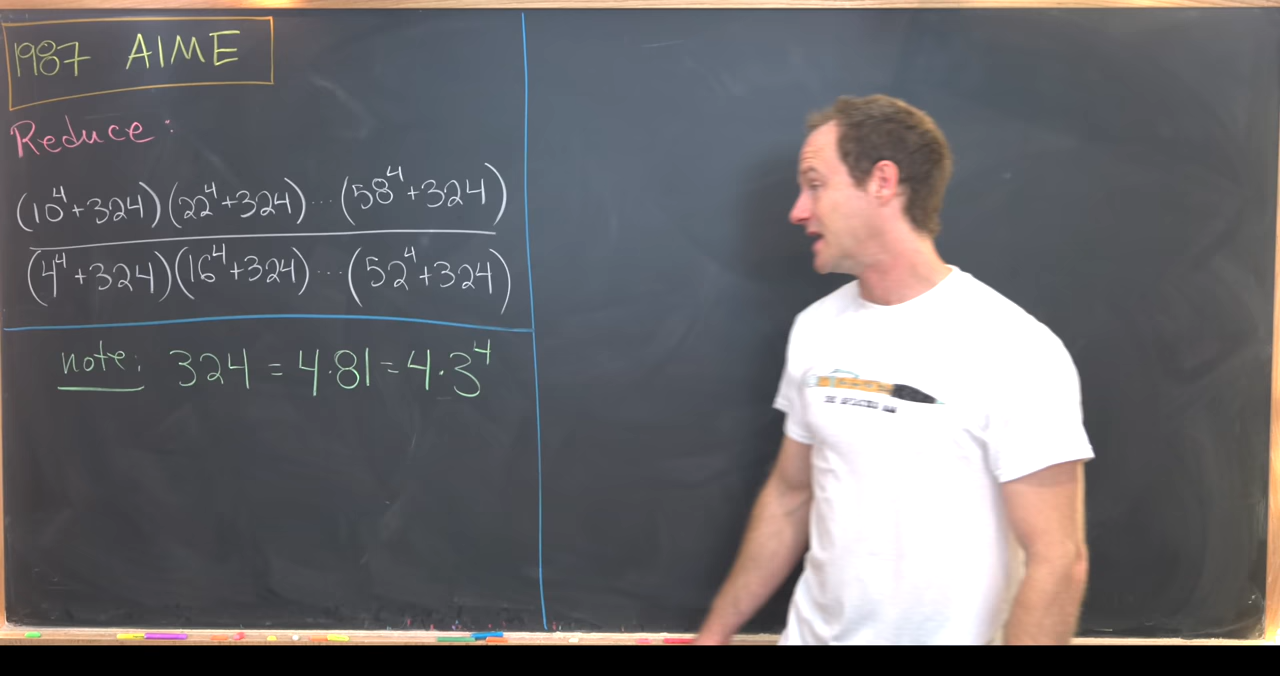 1987 AIME
Reduce:
(10⁴+324)(22⁴+324)...(58⁴+324)
(4⁴+324)(16⁴+324)...(52⁴+324)
note: 324 = 4·81 = 4·3⁴